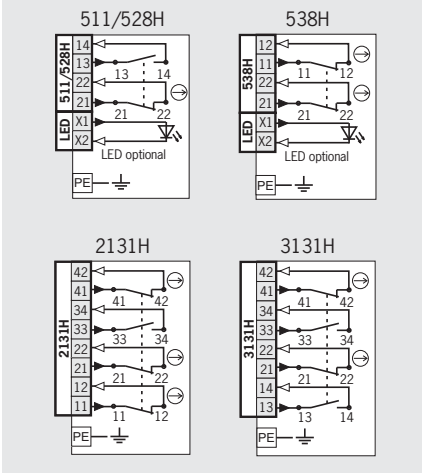 511/528H
14
13
13 14
22
21
21 22
511/528H
X1
X2
LED
LED optional
PE
538H
12
11
11 12
22
21
21 22
538H
X1
X2
LED
LED optional
PE
2131H
42
41
41 42
34
33
33 34
22
21
21 22
12
11
11 12
2131H
PE
3131H
42
41
41 42
34
33
33 34
22
21
21 22
14
13
13 14
3131H
PE